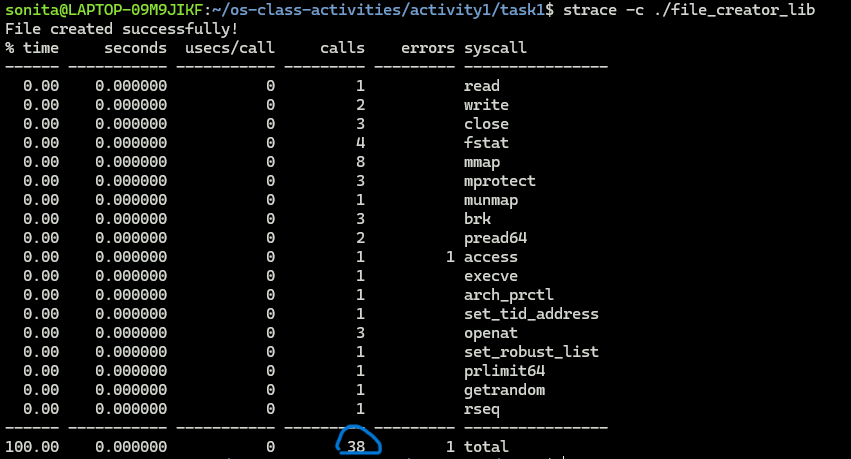 sonita@LAPTOP-09M9JIKF:~/os-class-activities/activity1/task1$ strace -c ./file_creator_lib
File created successfully!
% time     seconds  usecs/call     calls    errors syscall
------ ----------- ----------- --------- --------- ----------------
  0.00    0.000000           0         1           read
  0.00    0.000000           0         2           write
  0.00    0.000000           0         3           close
  0.00    0.000000           0         4           fstat
  0.00    0.000000           0         8           mmap
  0.00    0.000000           0         3           mprotect
  0.00    0.000000           0         1           munmap
  0.00    0.000000           0         3           brk
  0.00    0.000000           0         2           pread64
  0.00    0.000000           0         1         1 access
  0.00    0.000000           0         1           execve
  0.00    0.000000           0         1           arch_prctl
  0.00    0.000000           0         1           set_tid_address
  0.00    0.000000           0         3           openat
  0.00    0.000000           0         1           set_robust_list
  0.00    0.000000           0         1           prlimit64
  0.00    0.000000           0         1           getrandom
  0.00    0.000000           0         1           rseq
------ ----------- ----------- --------- --------- ----------------
100.00    0.000000           0        38         1 total